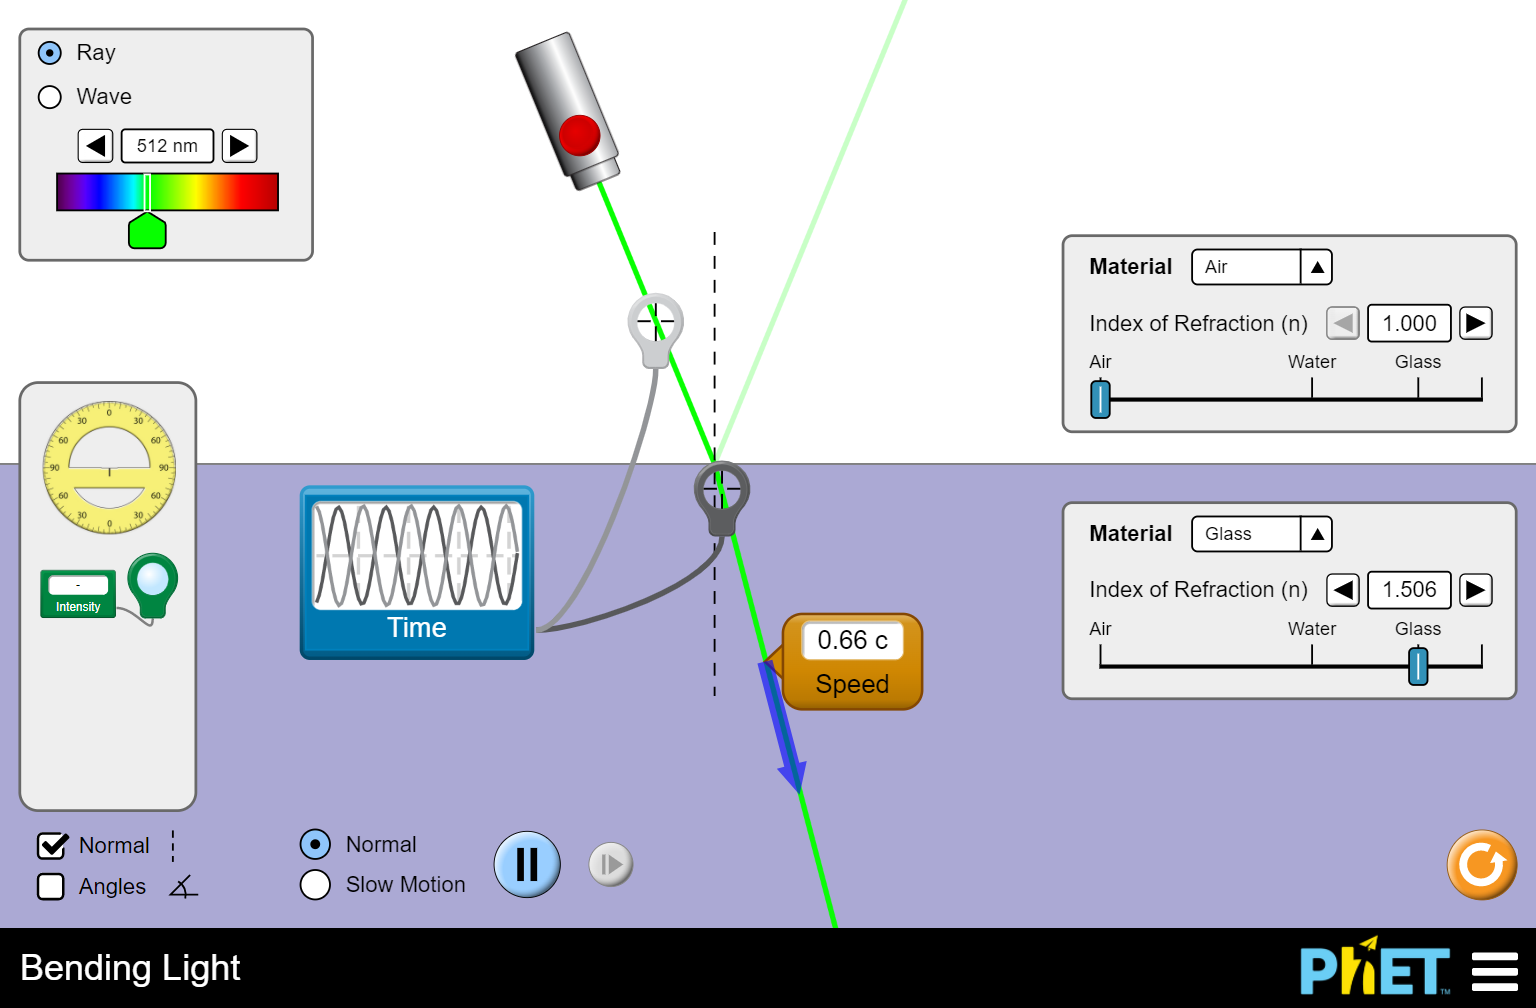 Ray
Wave
512 nm
Material Air
Index of Refraction (n) 1.000
Air Water Glass
0
30 30
60 60
90 90
60 60
30 30
0
-
Intensity
Time
0.66 c
Speed
Material Glass
Index of Refraction (n) 1.506
Air Water Glass
Normal
Angles
Normal
Slow Motion
Bending Light
PhET™